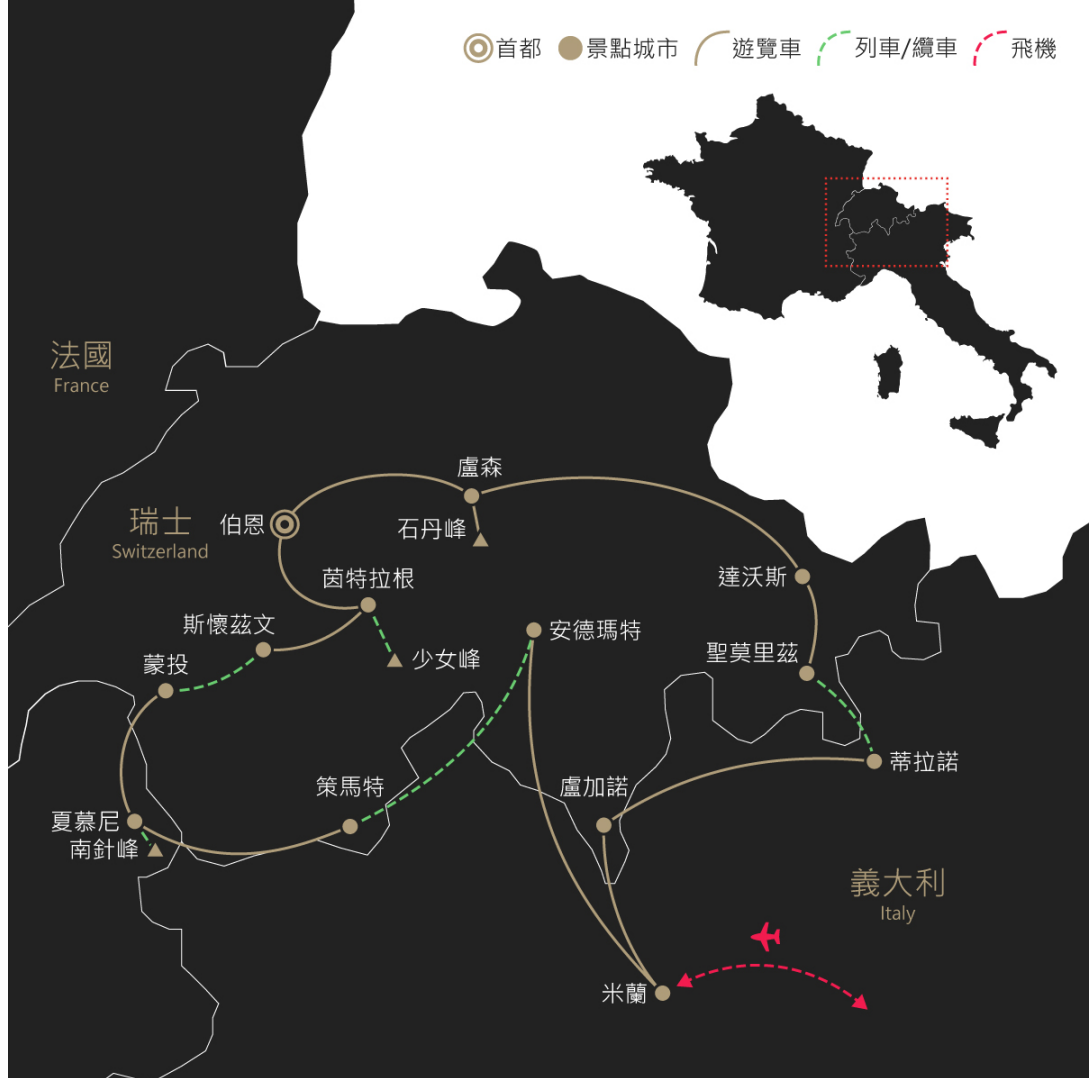 首都
景點城市
遊覽車
列車/纜車
飛機
法國
France
瑞士
Switzerland
伯恩
盧森
石丹峰
茵特拉根
達沃斯
斯懷茲文
安德瑪特
少女峰
聖莫里茲
蒙投
蒂拉諾
策馬特
盧加諾
夏慕尼
南針峰
義大利
Italy
米蘭